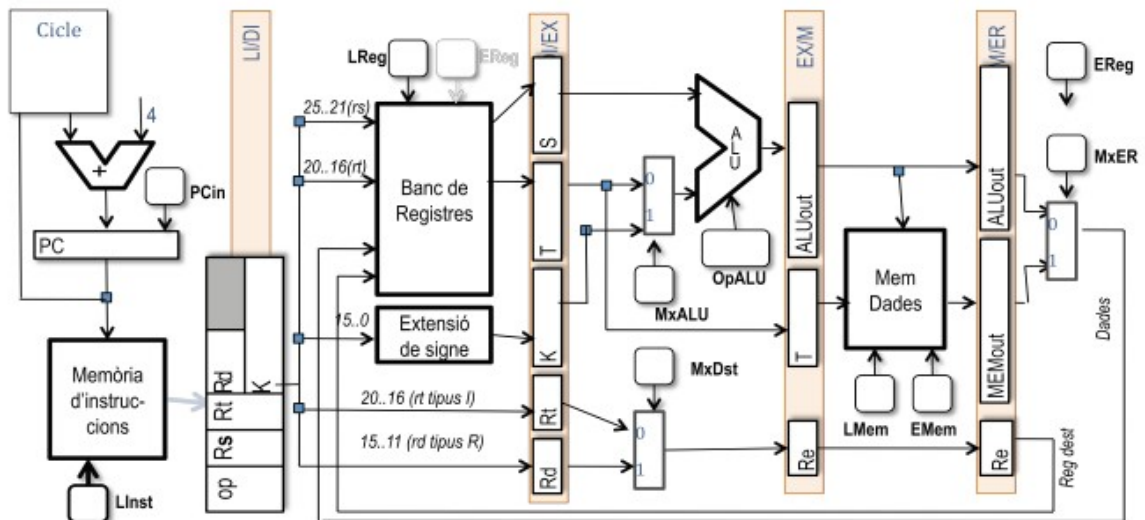 Cicle
LI/DI
DI/EX
EX/M
M/ER
LReg
EReg
EReg
4
25..21(rs)
20..16(rt)
+
PCin
PC
Banc de
Registres
S
T
0
1
ALU
ALUout
ALUout
MxER
0
1
OpALU
MxALU
Mem
Dades
15..0
Extensió
de signe
K
T
MEMout
Dades
Memòria
d'instruc-
cions
Rd
K
Rt
Rs
op
20..16 (rt tipus I)
15..11 (rd tipus R)
Rt
Rd
MxDst
0
1
LMem
EMem
Re
Re
Reg dest
LInst